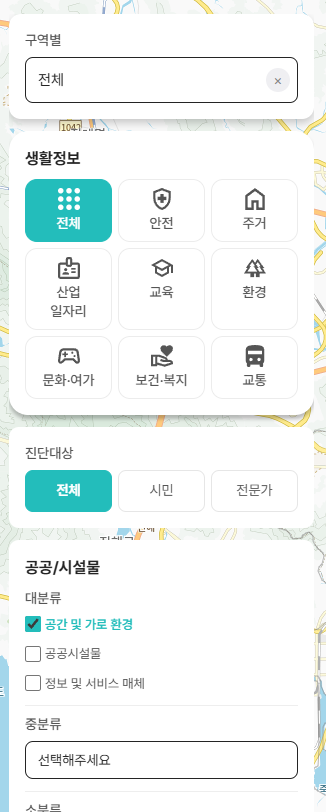 구역별
전체
×
1042
생활정보
전체
안전
주거
산업
일자리
교육
환경
문화·여가
보건·복지
교통
진단대상
전체
시민
전문가
공공/시설물
대분류
공간 및 가로 환경
공공시설물
정보 및 서비스 매체
중분류
선택해주세요
소분류